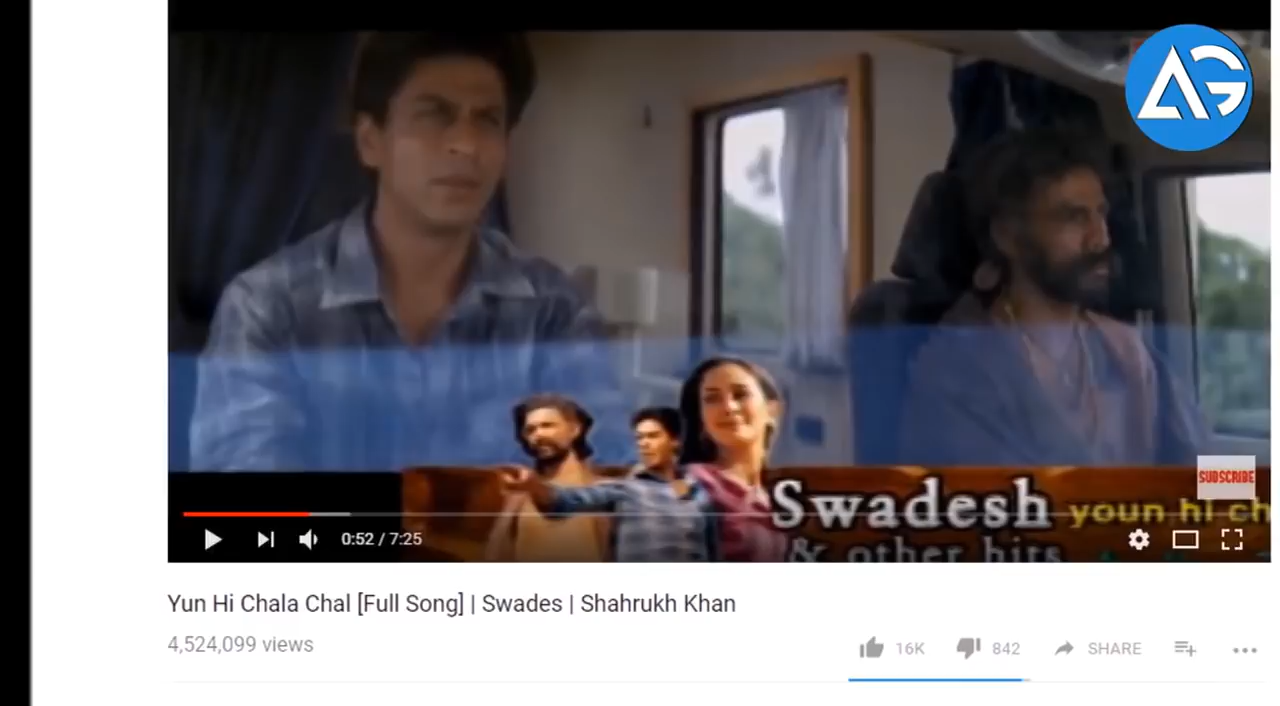 AG
SUBSCRIBE
Swadesh youn hi ch
& other hits
0:52 / 7:25
Yun Hi Chala Chal [Full Song] | Swades | Shahrukh Khan
4,524,099 views
16K 842 SHARE